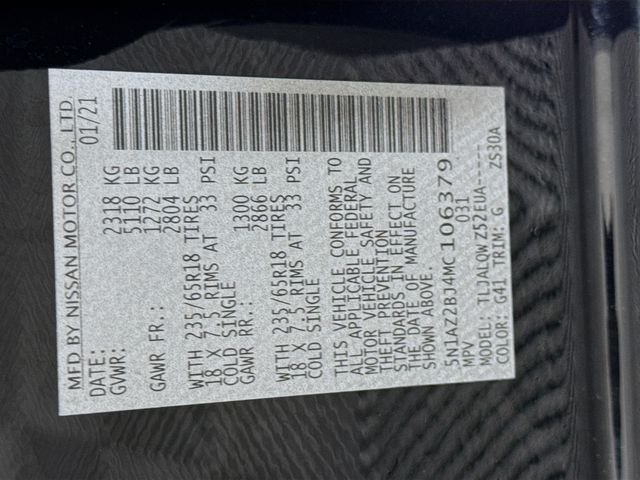 MFD BY NISSAN MOTOR CO., LTD.
DATE: 01/21
GVWR: 2318 KG
5110 LB
GAWR FR.: 1272 KG
2804 LB
WITH 235/65R18 TIRES
18 X 7.5 RIMS AT 33 PSI
COLD SINGLE
GAWR RR.: 1300 KG
2866 LB
WITH 235/65R18 TIRES
18 X 7.5 RIMS AT 33 PSI
COLD SINGLE
THIS VEHICLE CONFORMS TO
ALL APPLICABLE FEDERAL
MOTOR VEHICLE SAFETY AND
THEFT PREVENTION
STANDARDS IN EFFECT ON
THE DATE OF MANUFACTURE
SHOWN ABOVE.
5N1AZ2BJ4MC106379
MPV 031
MODEL: TLJALQWZ52EUA-----
COLOR: G41 TRIM: G ZS30A